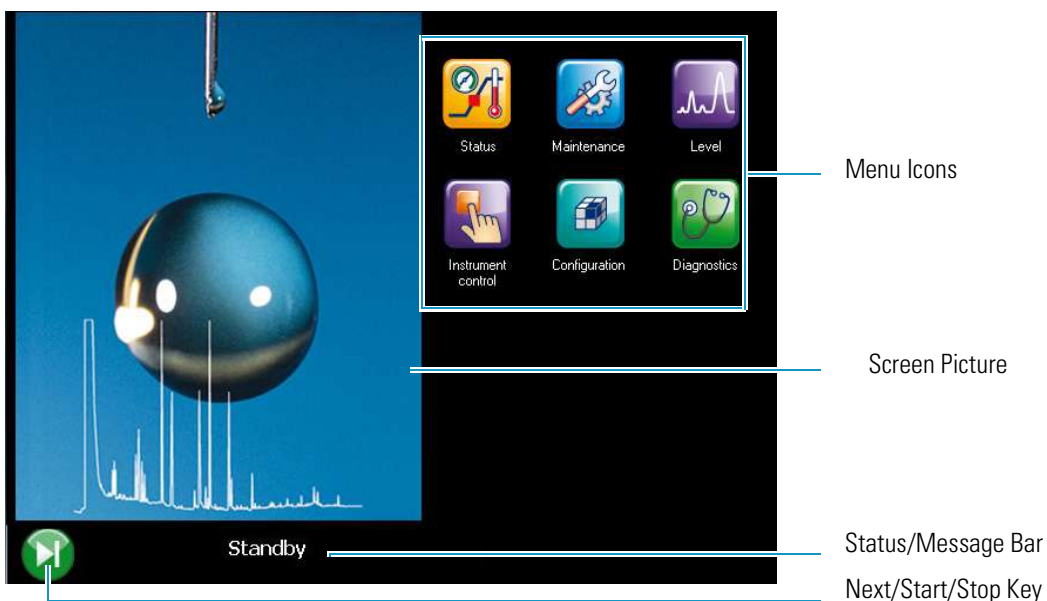 Status
Maintenance
Level
Menu Icons
Instrument
control
Configuration
Diagnostics
Screen Picture
Standby
Status/Message Bar
Next/Start/Stop Key